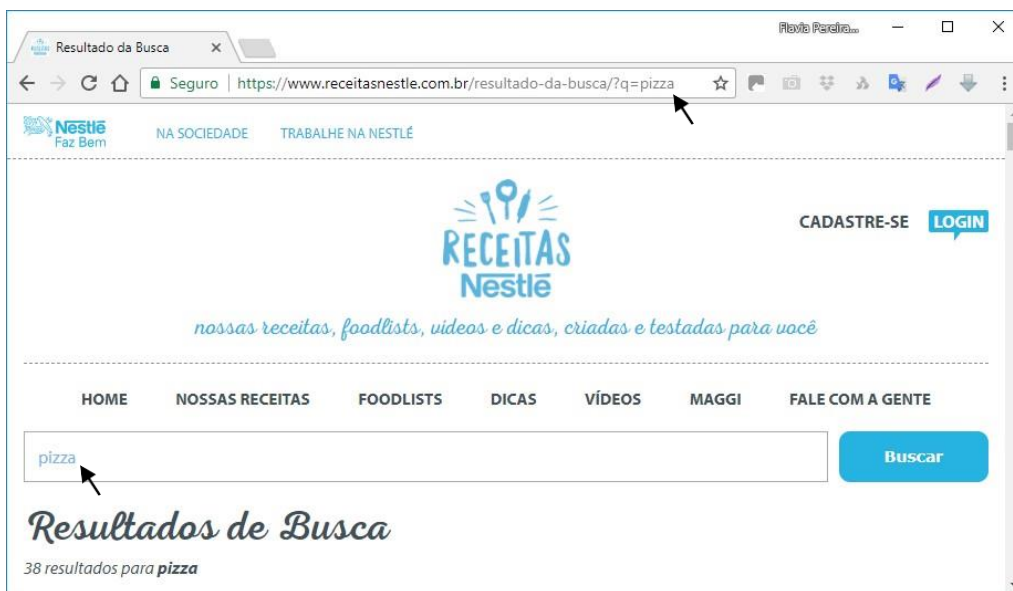 Flavia Pereira...
Resultado da Busca
Seguro | https://www.receitasnestle.com.br/resultado-da-busca/?q=pizza
Nestlé
Faz Bem
NA SOCIEDADE TRABALHE NA NESTLÉ
RECEITAS
Nestlé
CADASTRE-SE LOGIN
nossas receitas, foodlists, vídeos e dicas, criadas e testadas para você
HOME NOSSAS RECEITAS FOODLISTS DICAS VÍDEOS MAGGI FALE COM A GENTE
pizza Buscar
Resultados de Busca
38 resultados para pizza